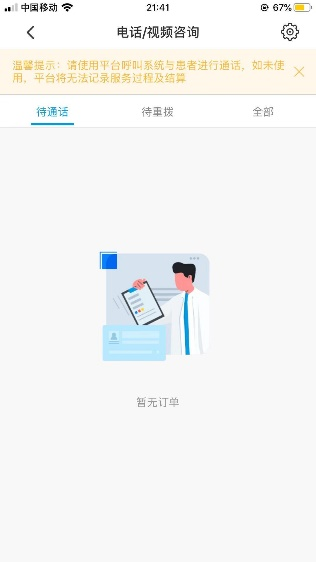 中国移动 21:41 67%
电话/视频咨询
温馨提示：请使用平台呼叫系统与患者进行通话，如未使
用，平台将无法记录服务过程及结算
待通话 待重拨 全部
暂无订单